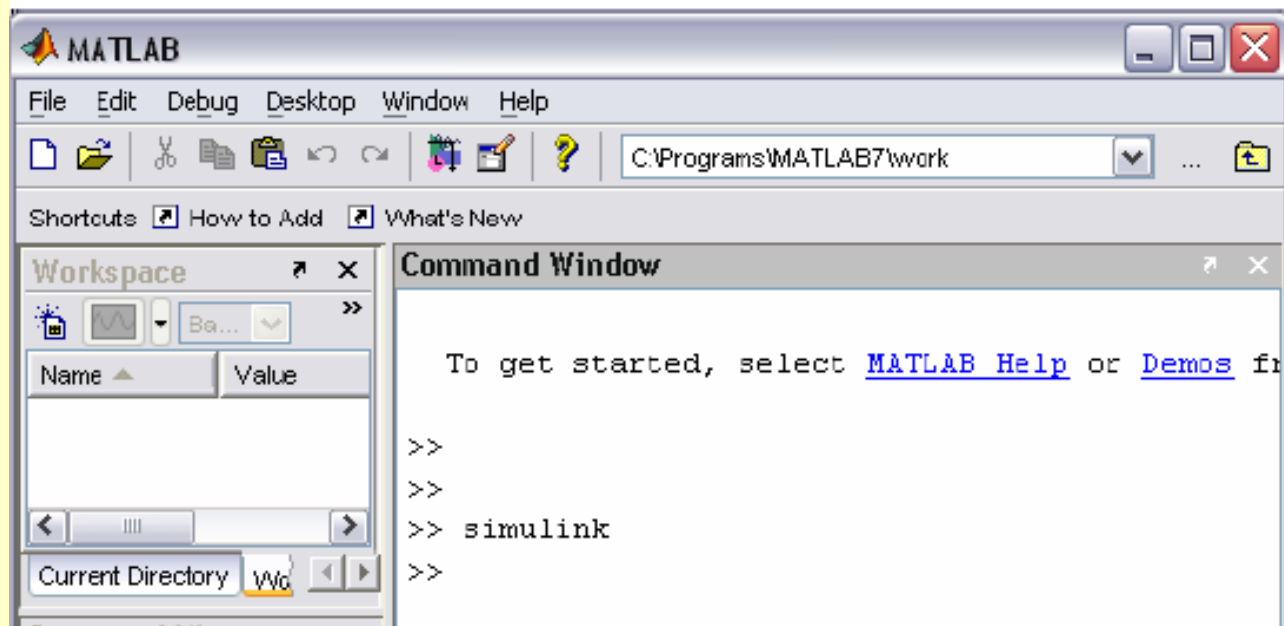 MATLAB
File Edit Debug Desktop Window Help
C:\Programs\MATLAB7\work ...
Shortcuts How to Add What's New
Workspace
Ba...
Name Value
Current Directory
Command Window
To get started, select MATLAB Help or Demos
>>
>>
>> simulink
>>